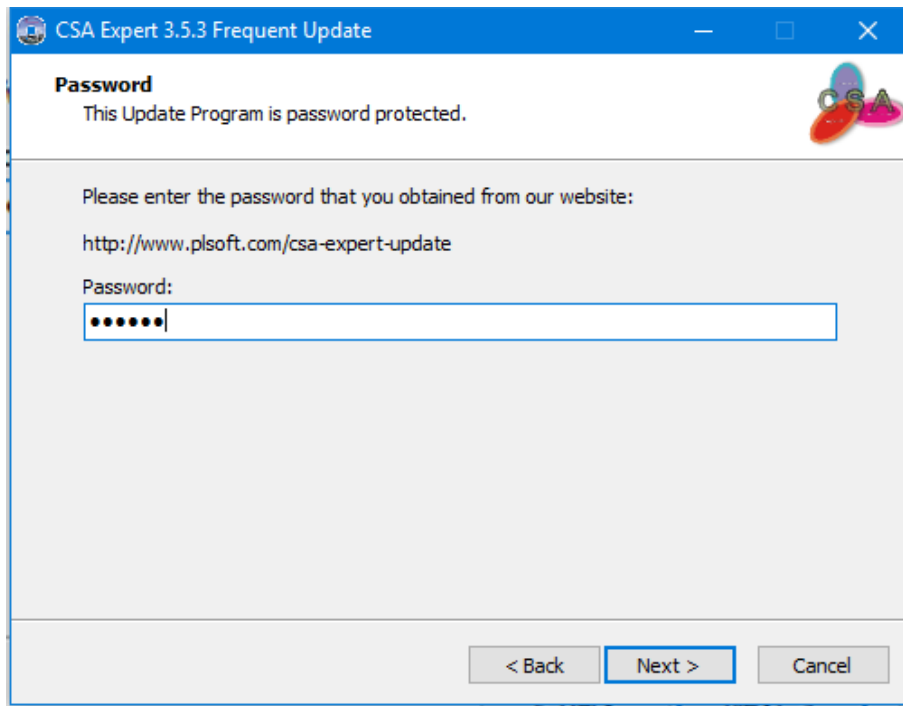 CSA Expert 3.5.3 Frequent Update
Password
This Update Program is password protected.
CSA
Please enter the password that you obtained from our website:
http://www.plsoft.com/csa-expert-update
Password:
••••••
< Back
Next >
Cancel